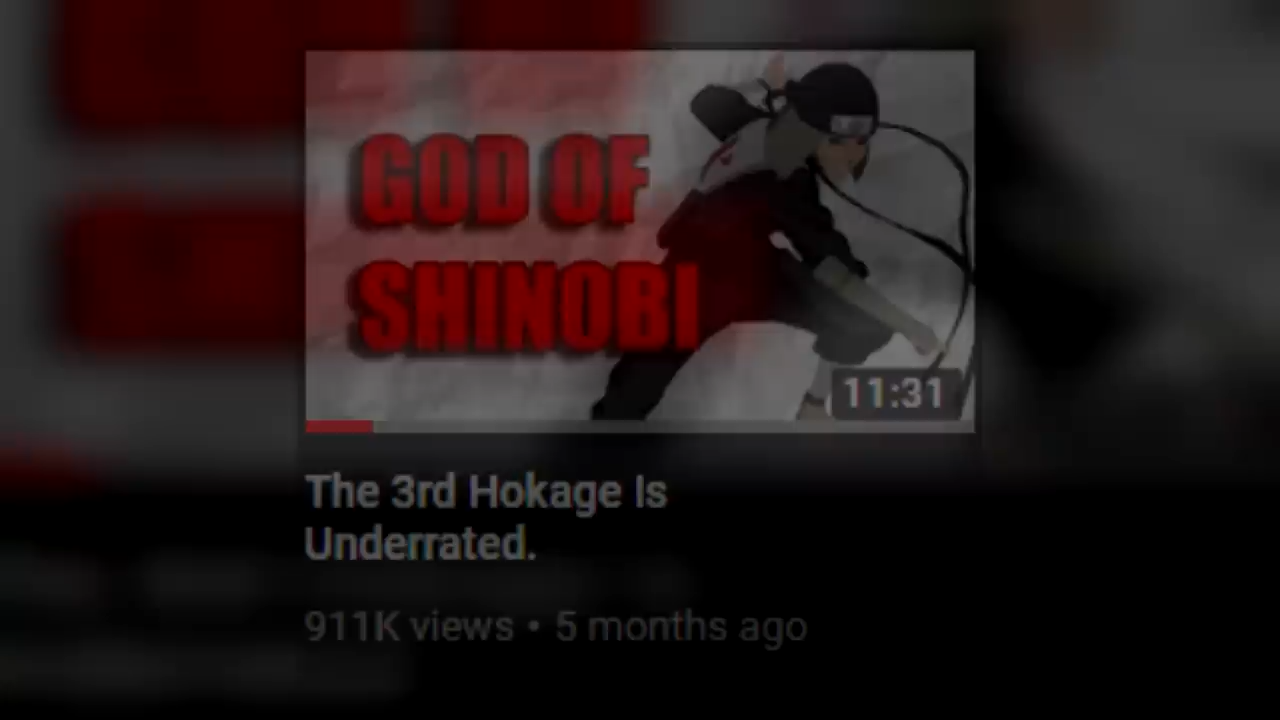 GOD OF
SHINOBI
11:31
The 3rd Hokage Is
Underrated.
911K views • 5 months ago